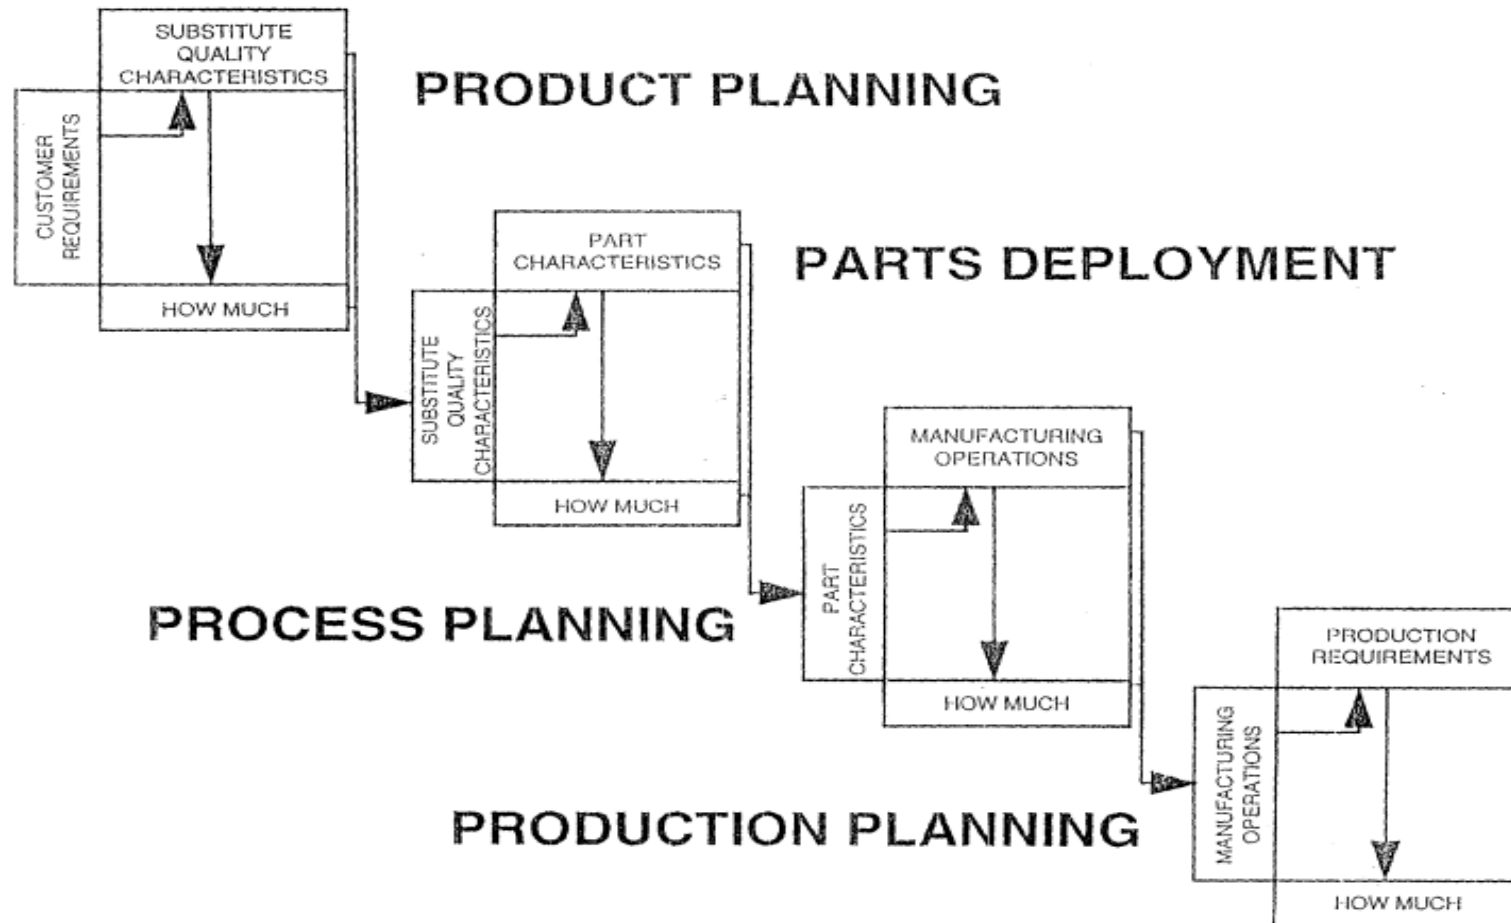 SUBSTITUTE
QUALITY
CHARACTERISTICS
PRODUCT PLANNING
CUSTOMER
REQUIREMENTS
HOW MUCH
PART
CHARACTERISTICS
PARTS DEPLOYMENT
SUBSTITUTE
QUALITY
CHARACTERISTICS
HOW MUCH
MANUFACTURING
OPERATIONS
PROCESS PLANNING
PART
CHARACTERISTICS
HOW MUCH
PRODUCTION
REQUIREMENTS
PRODUCTION PLANNING
MANUFACTURING
OPERATIONS
HOW MUCH